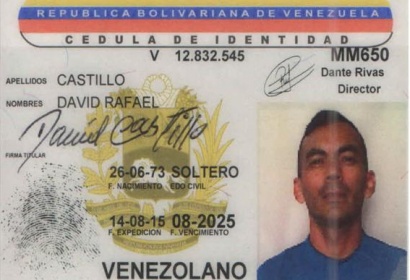 REPUBLICA BOLIVARIANA DE VENEZUELA
CEDULA DE IDENTIDAD
V 12.832.545 MM650
Dante Rivas
Director
APELLIDOS CASTILLO
NOMBRES DAVID RAFAEL
David Castillo
FIRMA TITULAR
26-06-73 SOLTERO
F. NACIMIENTO EDO CIVIL
14-08-15 08-2025
F. EXPEDICION F. VENCIMIENTO
VENEZOLANO